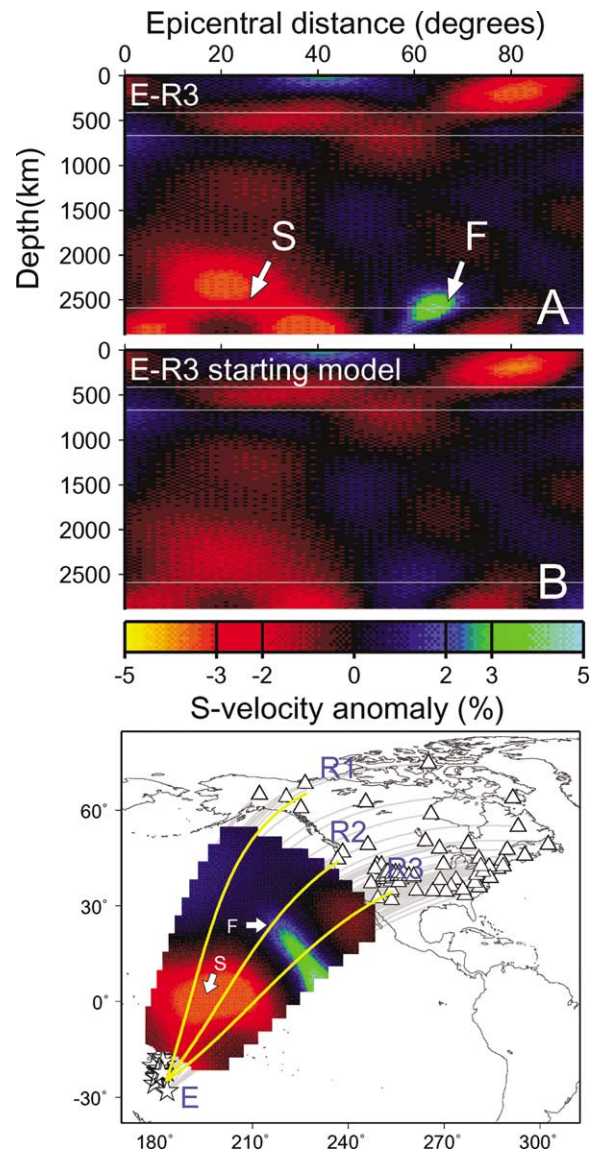 Epicentral distance (degrees)
0 20 40 60 80
E-R3
S
F
A
0
500
1000
1500
2000
2500
Depth(km)
E-R3 starting model
B
0
500
1000
1500
2000
2500
-5 -3 -2 0 2 3 5
S-velocity anomaly (%)
R1
R2
R3
F
S
E
60˚
30˚
0˚
-30˚
180˚ 210˚ 240˚ 270˚ 300˚